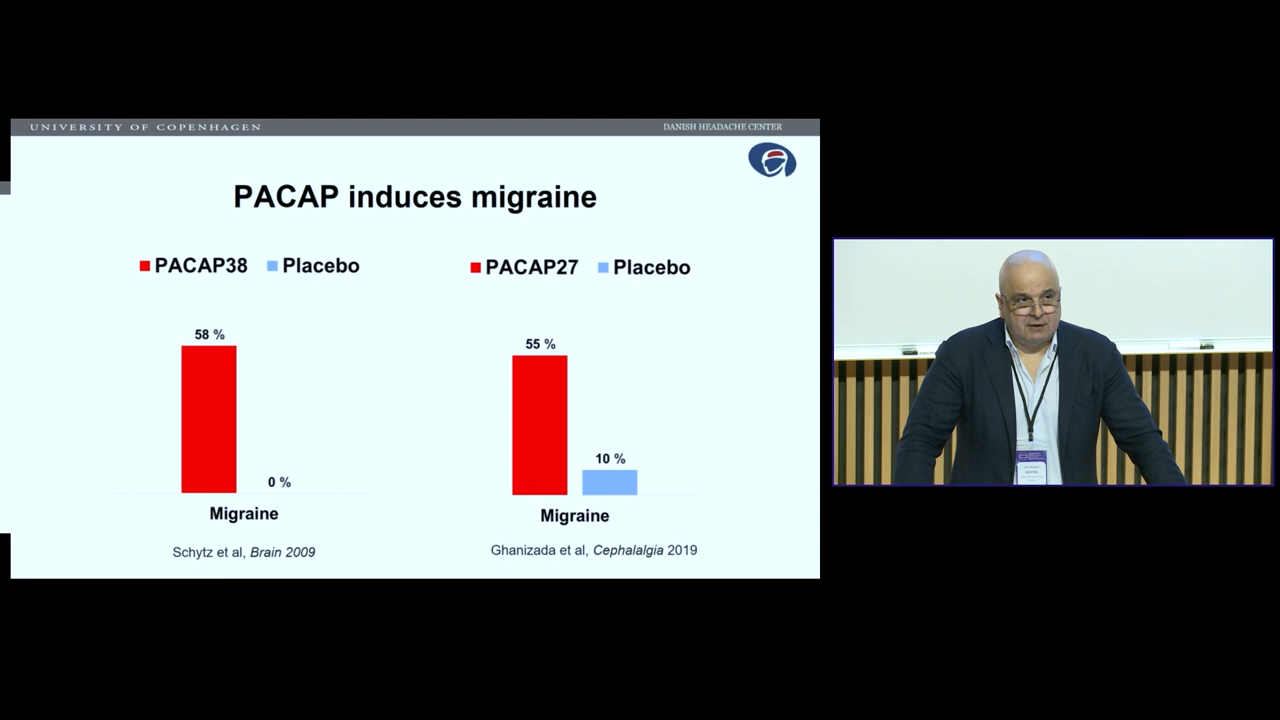 UNIVERSITY OF COPENHAGEN
DANISH HEADACHE CENTER
PACAP induces migraine
PACAP38 Placebo
58 %
0 %
Migraine
Schytz et al, Brain 2009
PACAP27 Placebo
55 %
10 %
Migraine
Ghanizada et al, Cephalalgia 2019